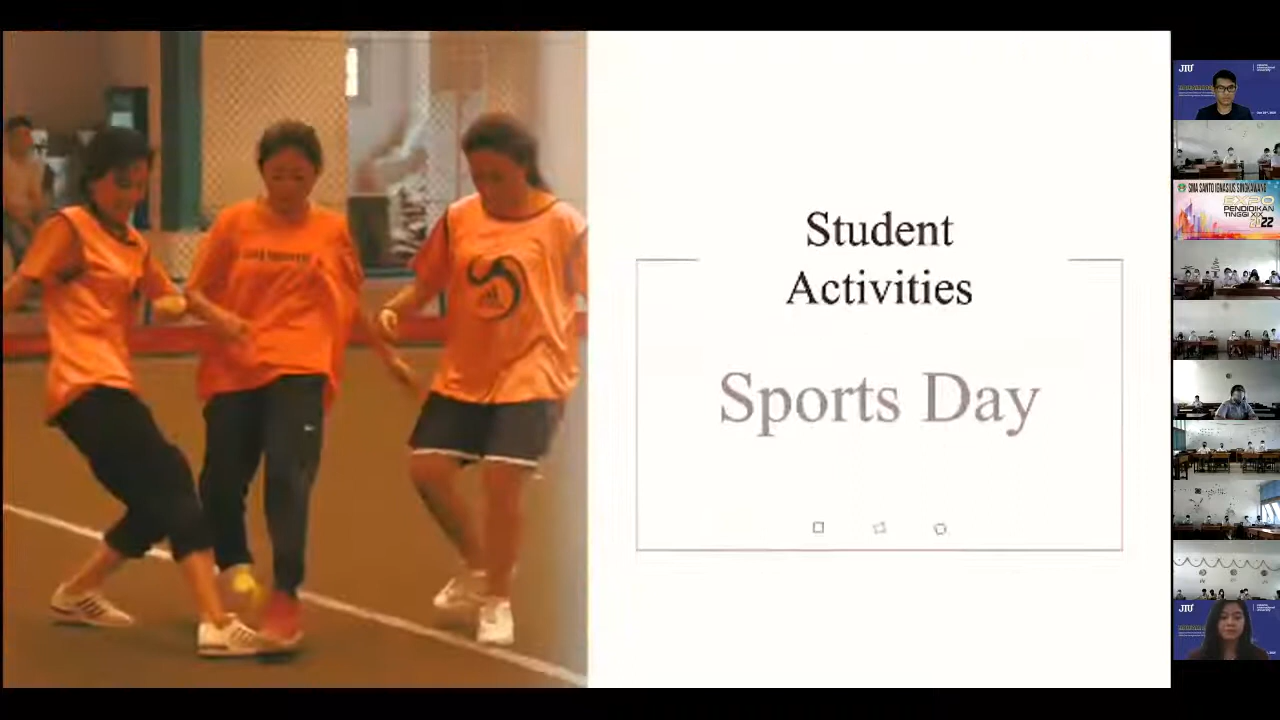 Student
Activities
Sports Day
JIU
SMA SANTO IGNASIUS SINGKAWANG
EXPO
PENDIDIKAN
TINGGI XIX
2022
JIU